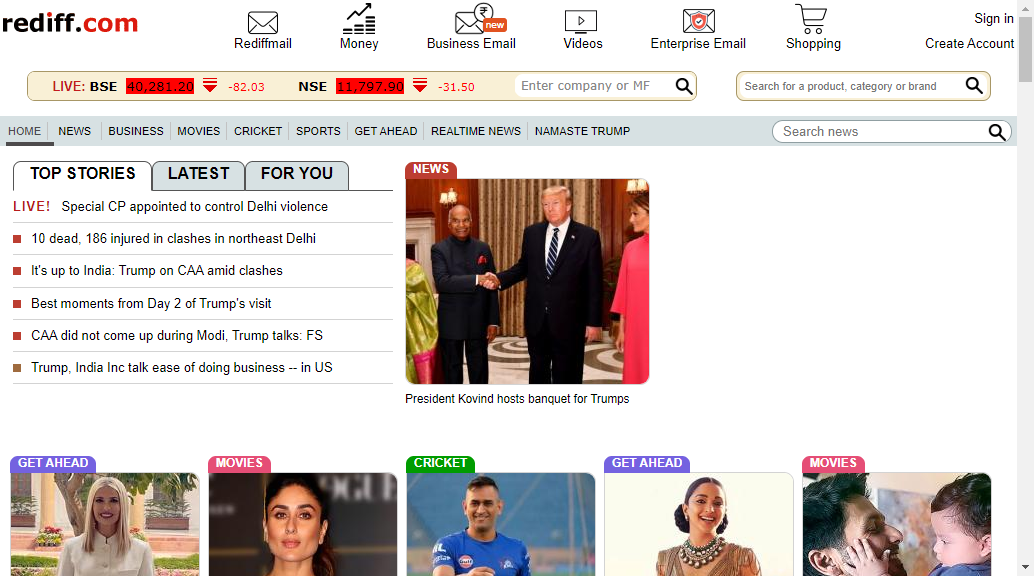 rediff.com
Rediffmail
Money
new
Business Email
Videos
Enterprise Email
Shopping
Sign in
Create Account
LIVE: BSE 40,281.20 -82.03 NSE 11,797.90 -31.50
Enter company or MF
Search for a product, category or brand
HOME NEWS BUSINESS MOVIES CRICKET SPORTS GET AHEAD REALTIME NEWS NAMASTE TRUMP
Search news
TOP STORIES LATEST FOR YOU
LIVE! Special CP appointed to control Delhi violence
10 dead, 186 injured in clashes in northeast Delhi
It's up to India: Trump on CAA amid clashes
Best moments from Day 2 of Trump's visit
CAA did not come up during Modi, Trump talks: FS
Trump, India Inc talk ease of doing business -- in US
NEWS
President Kovind hosts banquet for Trumps
GET AHEAD
MOVIES
CRICKET
GET AHEAD
MOVIES